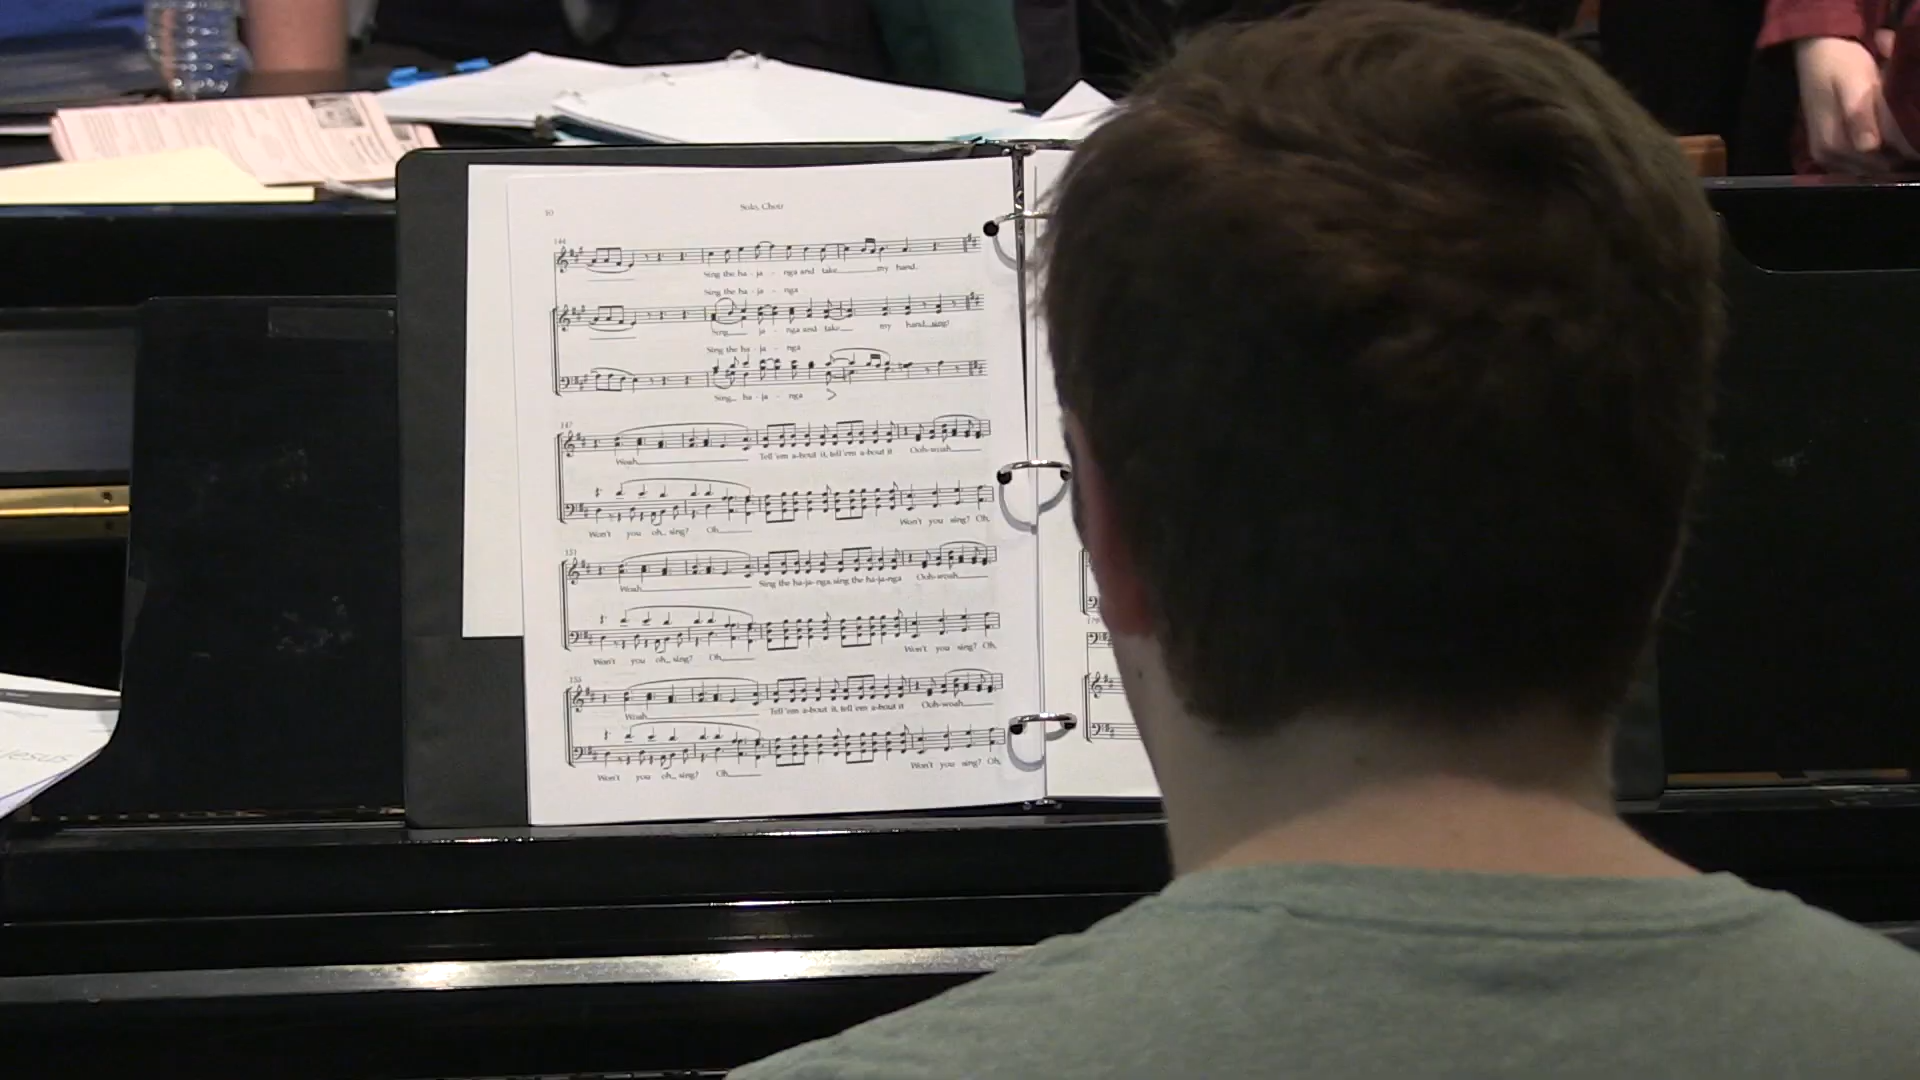 10
Solo, Choir
144
Sing the ha - ja - nga and take my hand.
Sing the ha - ja - nga
Sing ja - nga and take my hand, sing!
Sing the ha - ja - nga
Sing ha - ja - nga
147
Woah Tell 'em a-bout it, tell 'em a-bout it Ooh-woah
Won't you oh, sing? Oh Won't you sing? Oh,
151
Woah Sing the ha-ja-nga, sing the ha-ja-nga Ooh-woah
Won't you oh, sing? Oh Won't you sing? Oh,
155
Woah Tell 'em a-bout it, tell 'em a-bout it Ooh-woah
Won't you oh, sing? Oh Won't you sing? Oh,
179
Jesus